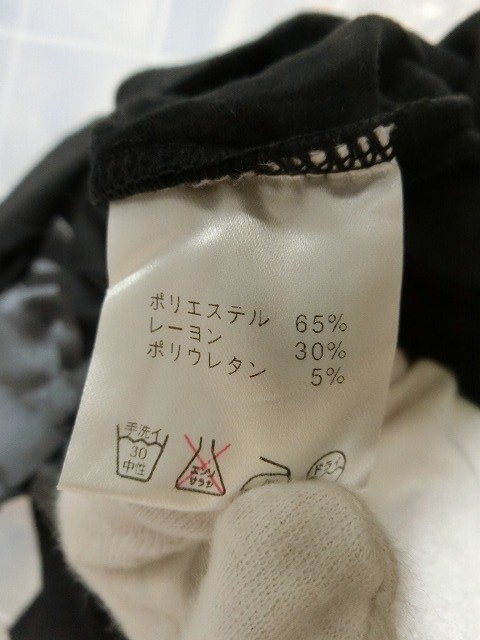 ポリエステル 65%
レーヨン 30%
ポリウレタン 5%
手洗イ
30
中性
エンソ
サラシ
ドライ